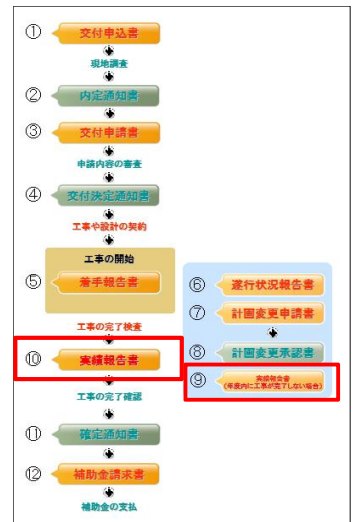 ① 交付申込書
現地調査
② 内定通知書
③ 交付申請書
申請内容の審査
④ 交付決定通知書
工事や設計の契約
工事の開始
⑤ 着手報告書
工事の完了検査
⑩ 実績報告書
工事の完了確認
⑪ 確定通知書
⑫ 補助金請求書
補助金の支払
⑥ 遂行状況報告書
⑦ 計画変更申請書
⑧ 計画変更承認書
⑨ 実績報告書
(年度内に工事が完了しない場合)